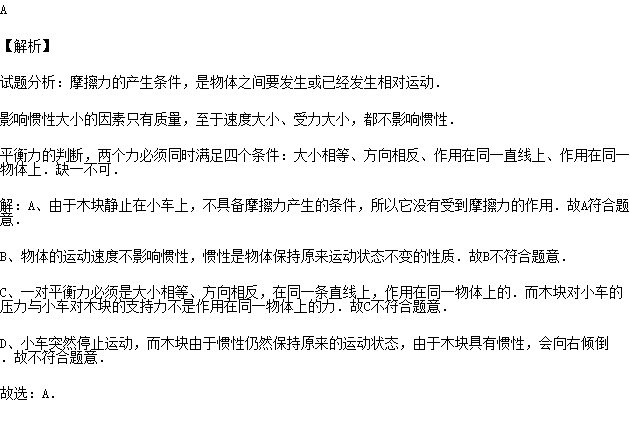 A
【解析】
试题分析：摩擦力的产生条件，是物体之间要发生或已经发生相对运动．
影响惯性大小的因素只有质量，至于速度大小、受力大小，都不影响惯性．
平衡力的判断，两个力必须同时满足四个条件：大小相等、方向相反、作用在同一直线上、作用在同一
物体上．缺一不可．
解：A、由于木块静止在小车上，不具备摩擦力产生的条件，所以它没有受到摩擦力的作用．故A符合题
意．
B、物体的运动速度不影响惯性，惯性是物体保持原来运动状态不变的性质．故B不符合题意．
C、一对平衡力必须是大小相等、方向相反，在同一条直线上，作用在同一物体上的．而木块对小车的
压力与小车对木块的支持力不是作用在同一物体上的力．故C不符合题意．
D、小车突然停止运动，而木块由于惯性仍然保持原来的运动状态，由于木块具有惯性，会向右倾倒
．故不符合题意．
故选：A．